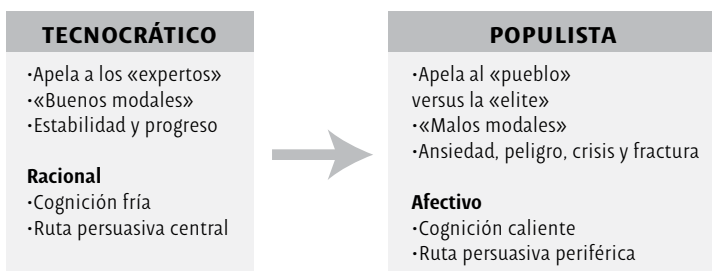 TECNOCRÁTICO
·Apela a los «expertos»
·«Buenos modales»
·Estabilidad y progreso
Racional
·Cognición fría
·Ruta persuasiva central
POPULISTA
·Apela al «pueblo»
versus la «elite»
·«Malos modales»
·Ansiedad, peligro, crisis y fractura
Afectivo
·Cognición caliente
·Ruta persuasiva periférica